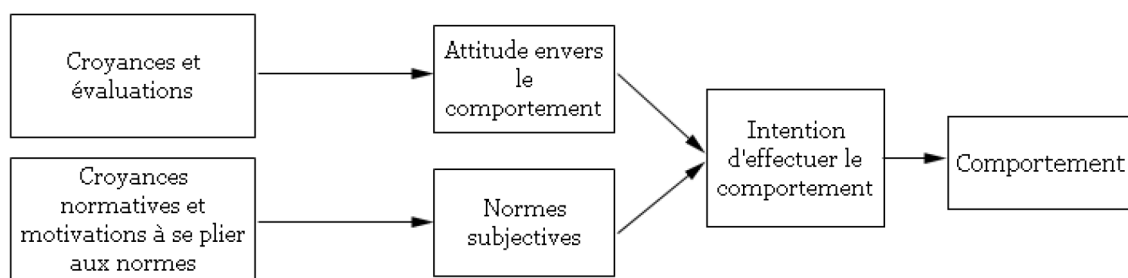 Croyances et
évaluations
Attitude envers
le
comportement
Croyances
normatives et
motivations à se plier
aux normes
Normes
subjectives
Intention
d'effectuer le
comportement
Comportement